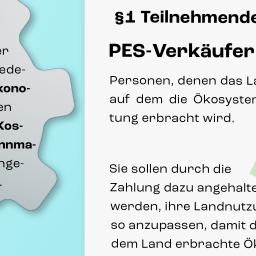 er
ede-
kono-
en
Kos-
nnma-
nge-
§1 Teilnehmende
PES-Verkäufer
Personen, denen das La
auf dem die Ökosystem
tung erbracht wird.
Sie sollen durch die
Zahlung dazu angehalte
werden, ihre Landnutzu
so anzupassen, damit d
dem Land erbrachte Ök